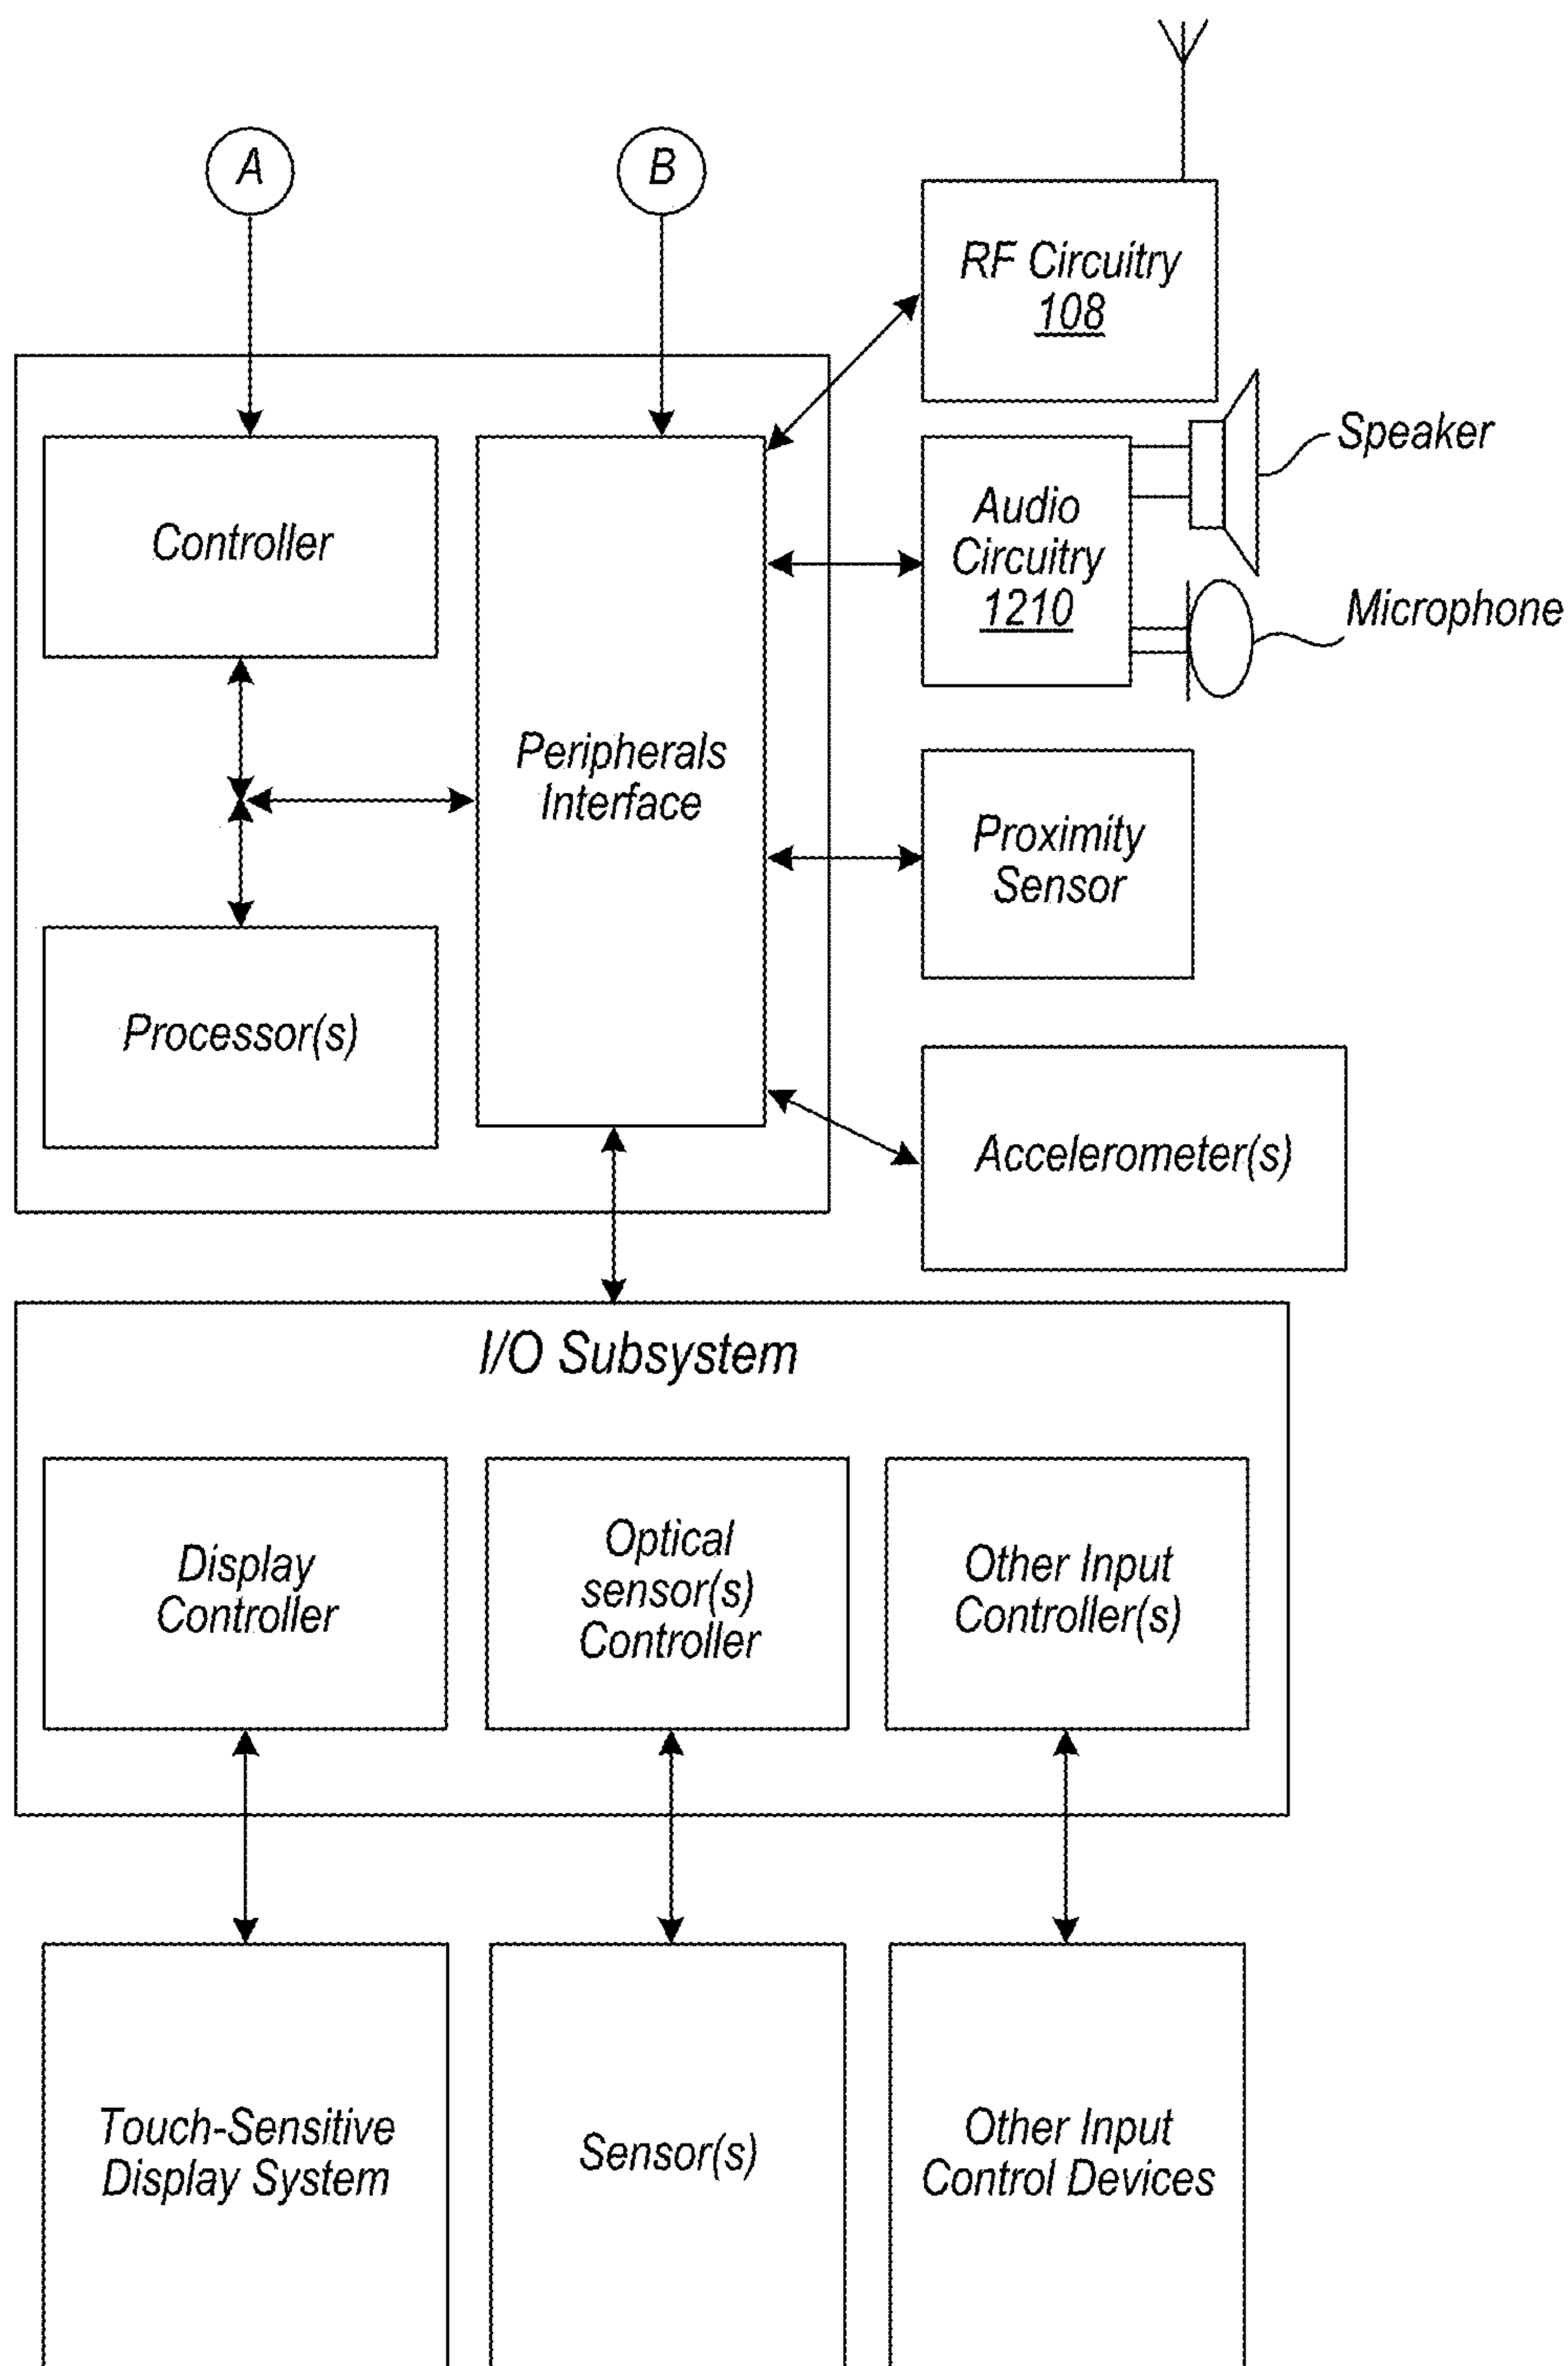 A
B
RF Circuitry
108
Speaker
Controller
Audio
Circuitry
1210
Microphone
Peripherals
Interface
Proximity
Sensor
Processor(s)
Accelerometer(s)
I/O Subsystem
Display
Controller
Optical
sensor(s)
Controller
Other Input
Controller(s)
Touch-Sensitive
Display System
Sensor(s)
Other Input
Control Devices